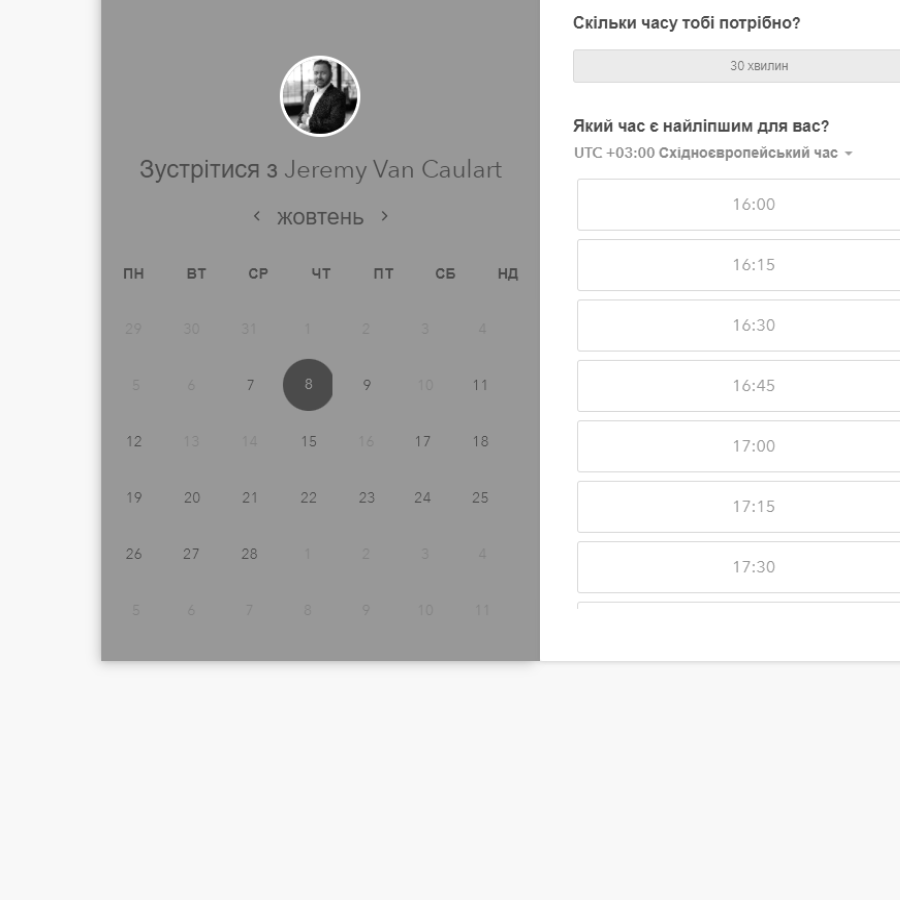 Зустрітися з Jeremy Van Caulart
жовтень
ПН ВТ СР ЧТ ПТ СБ НД
29 30 31 1 2 3 4
5 6 7 8 9 10 11
12 13 14 15 16 17 18
19 20 21 22 23 24 25
26 27 28 1 2 3 4
5 6 7 8 9 10 11
Скільки часу тобі потрібно?
30 хвилин
Який час є найліпшим для вас?
UTC +03:00 Східноєвропейський час
16:00
16:15
16:30
16:45
17:00
17:15
17:30